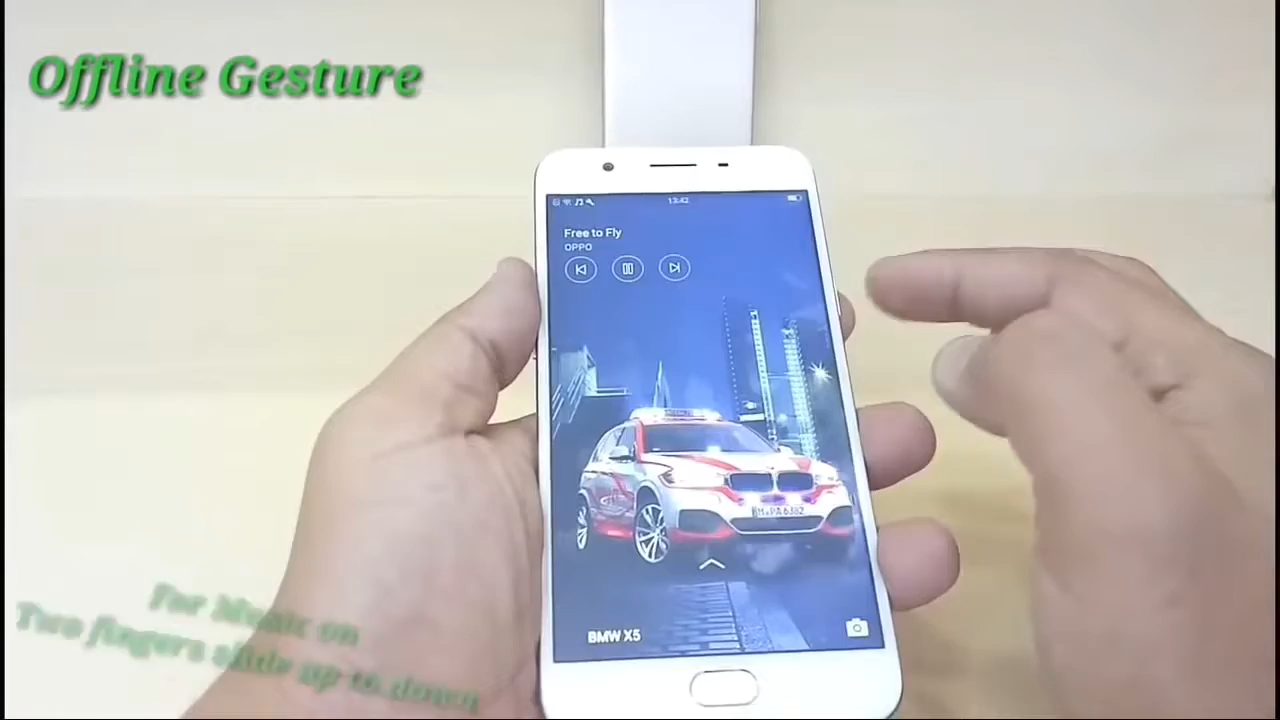 Offline Gesture
13:42
Free to Fly
OPPO
BMW X5
For Music on
Two fingers slide up to down